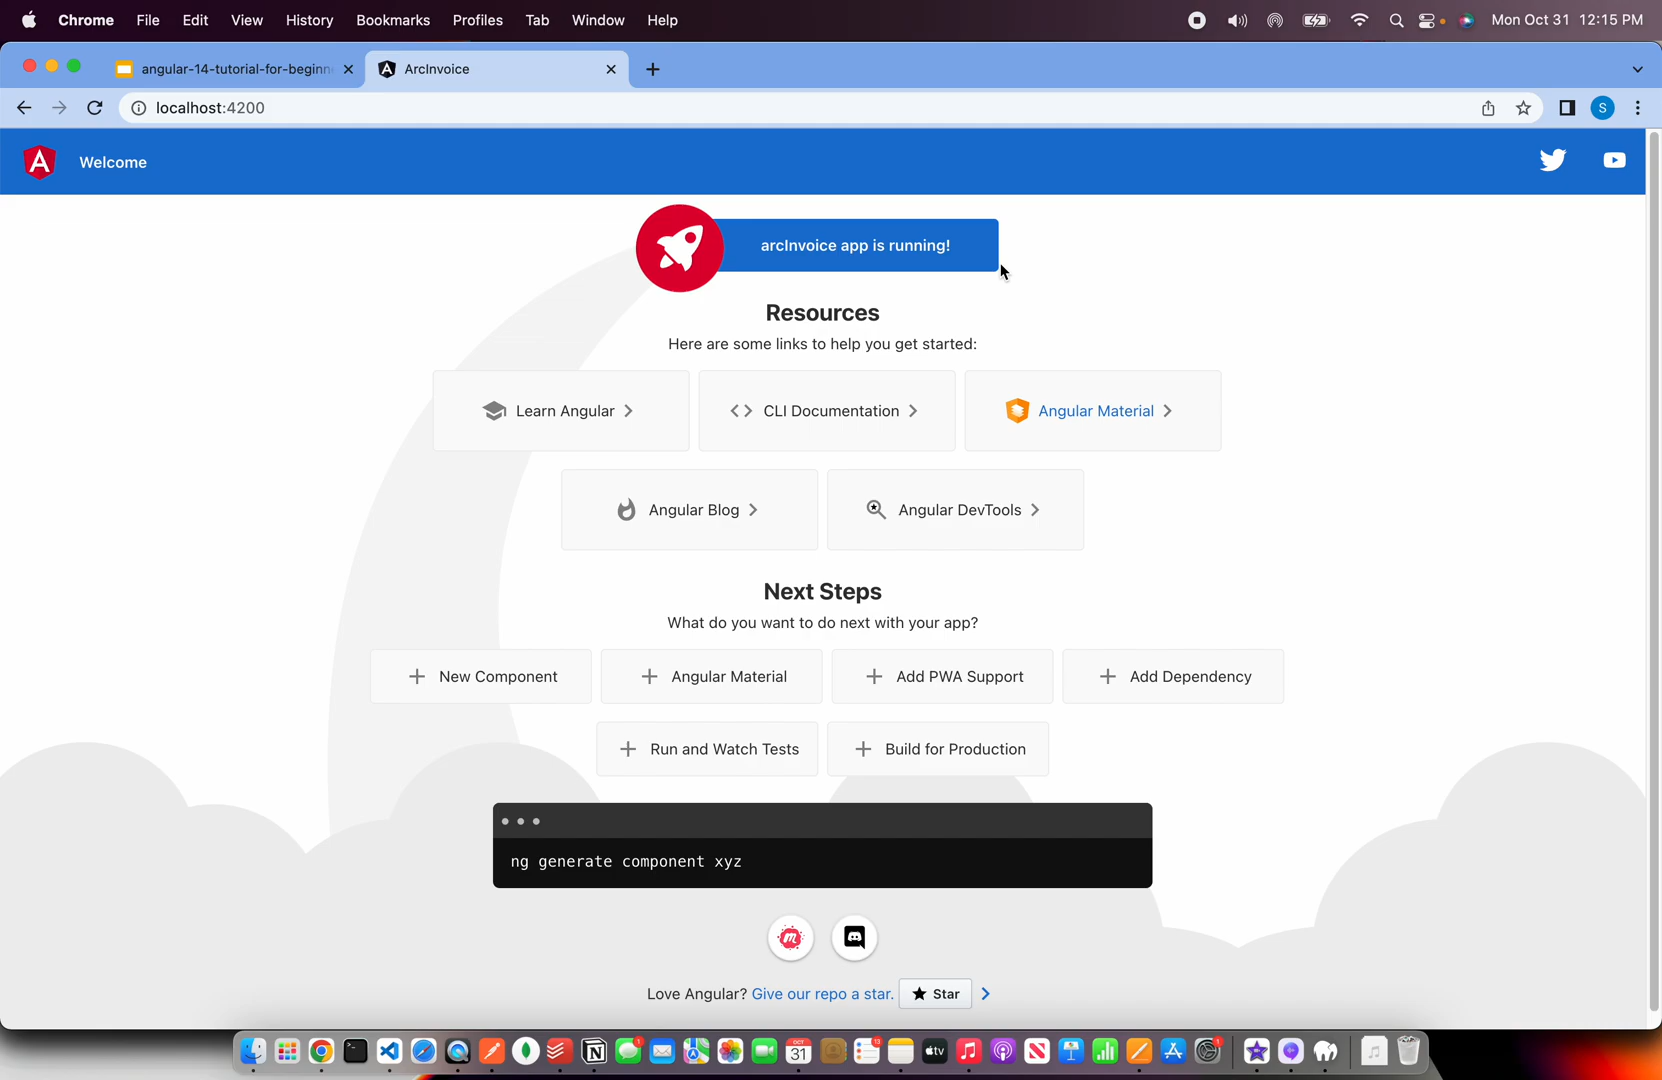 Chrome File Edit View History Bookmarks Profiles Tab Window Help Mon Oct 31 12:15 PM
angular-14-tutorial-for-beginn ArcInvoice
localhost:4200 S
Welcome
arcInvoice app is running!
Resources
Here are some links to help you get started:
Learn Angular CLI Documentation Angular Material
Angular Blog Angular DevTools
Next Steps
What do you want to do next with your app?
New Component Angular Material Add PWA Support Add Dependency
Run and Watch Tests Build for Production
ng generate component xyz
Love Angular? Give our repo a star. Star